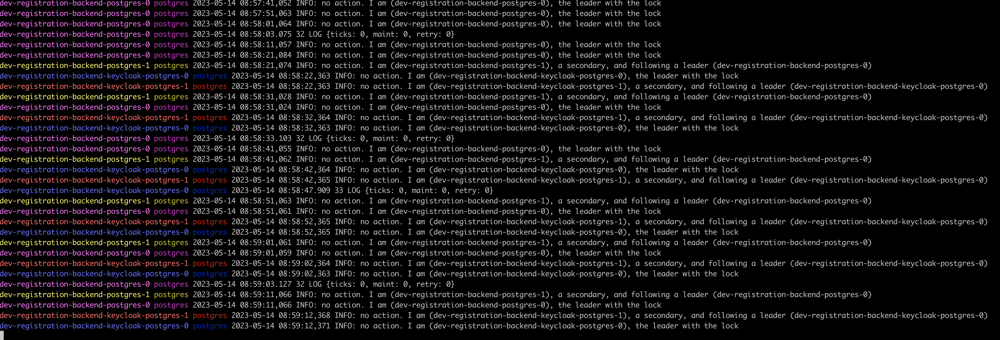 dev-registration-backend-postgres-0 postgres 2023-05-14 08:57:41,052 INFO: no action. I am (dev-registration-backend-postgres-0), the leader with the lock
dev-registration-backend-postgres-0 postgres 2023-05-14 08:57:51,063 INFO: no action. I am (dev-registration-backend-postgres-0), the leader with the lock
dev-registration-backend-postgres-0 postgres 2023-05-14 08:58:01,064 INFO: no action. I am (dev-registration-backend-postgres-0), the leader with the lock
dev-registration-backend-postgres-0 postgres 2023-05-14 08:58:03.075 32 LOG {ticks: 0, maint: 0, retry: 0}
dev-registration-backend-postgres-0 postgres 2023-05-14 08:58:11,057 INFO: no action. I am (dev-registration-backend-postgres-0), the leader with the lock
dev-registration-backend-postgres-0 postgres 2023-05-14 08:58:21,084 INFO: no action. I am (dev-registration-backend-postgres-0), the leader with the lock
dev-registration-backend-postgres-1 postgres 2023-05-14 08:58:21,074 INFO: no action. I am (dev-registration-backend-postgres-1), a secondary, and following a leader (dev-registration-backend-postgres-0)
dev-registration-backend-keycloak-postgres-0 postgres 2023-05-14 08:58:22,363 INFO: no action. I am (dev-registration-backend-keycloak-postgres-0), the leader with the lock
dev-registration-backend-keycloak-postgres-1 postgres 2023-05-14 08:58:22,363 INFO: no action. I am (dev-registration-backend-keycloak-postgres-1), a secondary, and following a leader (dev-registration-backend-keycloak-postgres-0)
dev-registration-backend-postgres-1 postgres 2023-05-14 08:58:31,028 INFO: no action. I am (dev-registration-backend-postgres-1), a secondary, and following a leader (dev-registration-backend-postgres-0)
dev-registration-backend-postgres-0 postgres 2023-05-14 08:58:31,024 INFO: no action. I am (dev-registration-backend-postgres-0), the leader with the lock
dev-registration-backend-keycloak-postgres-1 postgres 2023-05-14 08:58:32,364 INFO: no action. I am (dev-registration-backend-keycloak-postgres-1), a secondary, and following a leader (dev-registration-backend-keycloak-postgres-0)
dev-registration-backend-keycloak-postgres-0 postgres 2023-05-14 08:58:32,363 INFO: no action. I am (dev-registration-backend-keycloak-postgres-0), the leader with the lock
dev-registration-backend-postgres-0 postgres 2023-05-14 08:58:33.103 32 LOG {ticks: 0, maint: 0, retry: 0}
dev-registration-backend-postgres-0 postgres 2023-05-14 08:58:41,055 INFO: no action. I am (dev-registration-backend-postgres-0), the leader with the lock
dev-registration-backend-postgres-1 postgres 2023-05-14 08:58:41,062 INFO: no action. I am (dev-registration-backend-postgres-1), a secondary, and following a leader (dev-registration-backend-postgres-0)
dev-registration-backend-keycloak-postgres-0 postgres 2023-05-14 08:58:42,364 INFO: no action. I am (dev-registration-backend-keycloak-postgres-0), the leader with the lock
dev-registration-backend-keycloak-postgres-1 postgres 2023-05-14 08:58:42,365 INFO: no action. I am (dev-registration-backend-keycloak-postgres-1), a secondary, and following a leader (dev-registration-backend-keycloak-postgres-0)
dev-registration-backend-keycloak-postgres-0 postgres 2023-05-14 08:58:47.909 33 LOG {ticks: 0, maint: 0, retry: 0}
dev-registration-backend-postgres-1 postgres 2023-05-14 08:58:51,063 INFO: no action. I am (dev-registration-backend-postgres-1), a secondary, and following a leader (dev-registration-backend-postgres-0)
dev-registration-backend-postgres-0 postgres 2023-05-14 08:58:51,061 INFO: no action. I am (dev-registration-backend-postgres-0), the leader with the lock
dev-registration-backend-keycloak-postgres-1 postgres 2023-05-14 08:58:52,365 INFO: no action. I am (dev-registration-backend-keycloak-postgres-1), a secondary, and following a leader (dev-registration-backend-keycloak-postgres-0)
dev-registration-backend-keycloak-postgres-0 postgres 2023-05-14 08:58:52,365 INFO: no action. I am (dev-registration-backend-keycloak-postgres-0), the leader with the lock
dev-registration-backend-postgres-1 postgres 2023-05-14 08:59:01,061 INFO: no action. I am (dev-registration-backend-postgres-1), a secondary, and following a leader (dev-registration-backend-postgres-0)
dev-registration-backend-postgres-0 postgres 2023-05-14 08:59:01,059 INFO: no action. I am (dev-registration-backend-postgres-0), the leader with the lock
dev-registration-backend-keycloak-postgres-1 postgres 2023-05-14 08:59:02,364 INFO: no action. I am (dev-registration-backend-keycloak-postgres-1), a secondary, and following a leader (dev-registration-backend-keycloak-postgres-0)
dev-registration-backend-keycloak-postgres-0 postgres 2023-05-14 08:59:02,363 INFO: no action. I am (dev-registration-backend-keycloak-postgres-0), the leader with the lock
dev-registration-backend-postgres-0 postgres 2023-05-14 08:59:03.127 32 LOG {ticks: 0, maint: 0, retry: 0}
dev-registration-backend-postgres-1 postgres 2023-05-14 08:59:11,066 INFO: no action. I am (dev-registration-backend-postgres-1), a secondary, and following a leader (dev-registration-backend-postgres-0)
dev-registration-backend-postgres-0 postgres 2023-05-14 08:59:11,066 INFO: no action. I am (dev-registration-backend-postgres-0), the leader with the lock
dev-registration-backend-keycloak-postgres-1 postgres 2023-05-14 08:59:12,368 INFO: no action. I am (dev-registration-backend-keycloak-postgres-1), a secondary, and following a leader (dev-registration-backend-keycloak-postgres-0)
dev-registration-backend-keycloak-postgres-0 postgres 2023-05-14 08:59:12,371 INFO: no action. I am (dev-registration-backend-keycloak-postgres-0), the leader with the lock